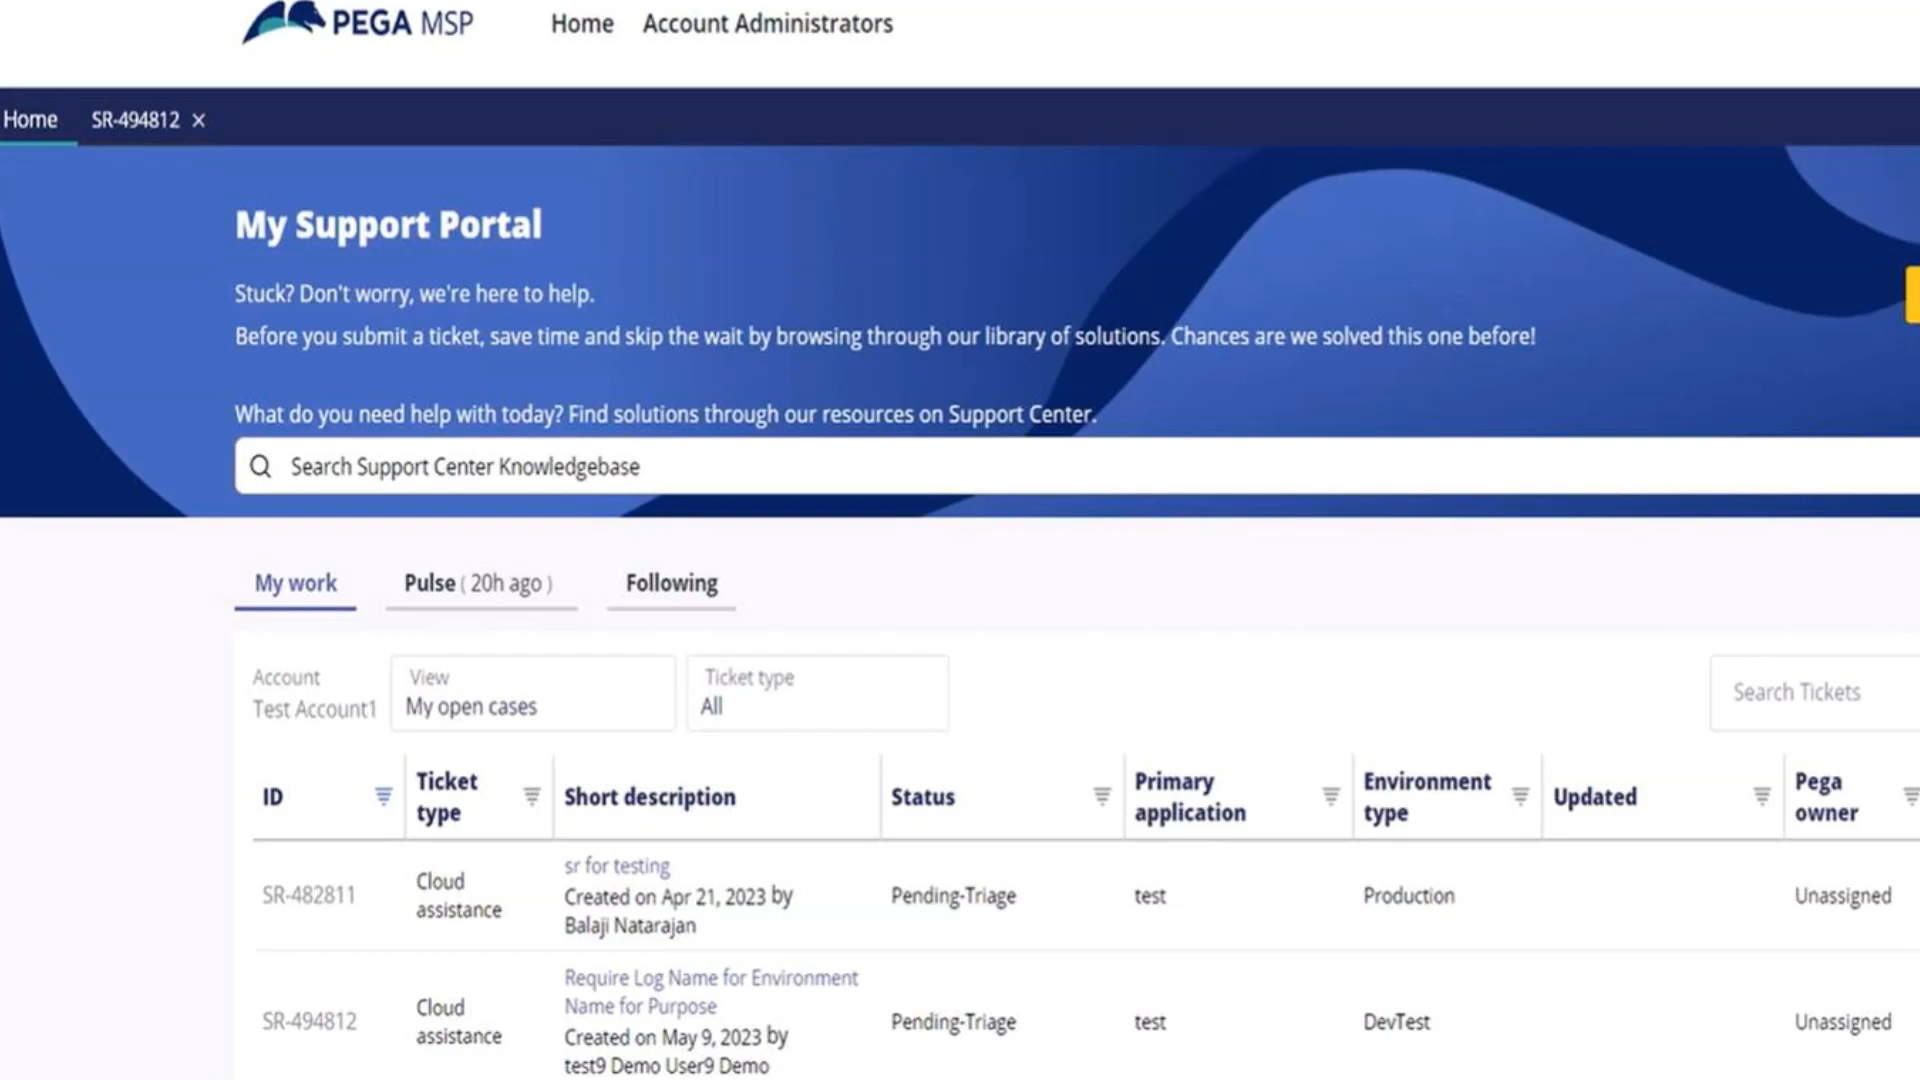 PEGA MSP Home Account Administrators
Home SR-494812 ×
My Support Portal
Stuck? Don't worry, we're here to help.
Before you submit a ticket, save time and skip the wait by browsing through our library of solutions. Chances are we solved this one before!
What do you need help with today? Find solutions through our resources on Support Center.
Search Support Center Knowledgebase
My work Pulse ( 20h ago ) Following
Account
Test Account1
View
My open cases
Ticket type
All
Search Tickets
ID
Ticket
type
Short description
Status
Primary
application
Environment
type
Updated
Pega
owner
SR-482811
Cloud
assistance
sr for testing
Created on Apr 21, 2023 by
Balaji Natarajan
Pending-Triage
test
Production
Unassigned
SR-494812
Cloud
assistance
Require Log Name for Environment
Name for Purpose
Created on May 9, 2023 by
test9 Demo User9 Demo
Pending-Triage
test
DevTest
Unassigned